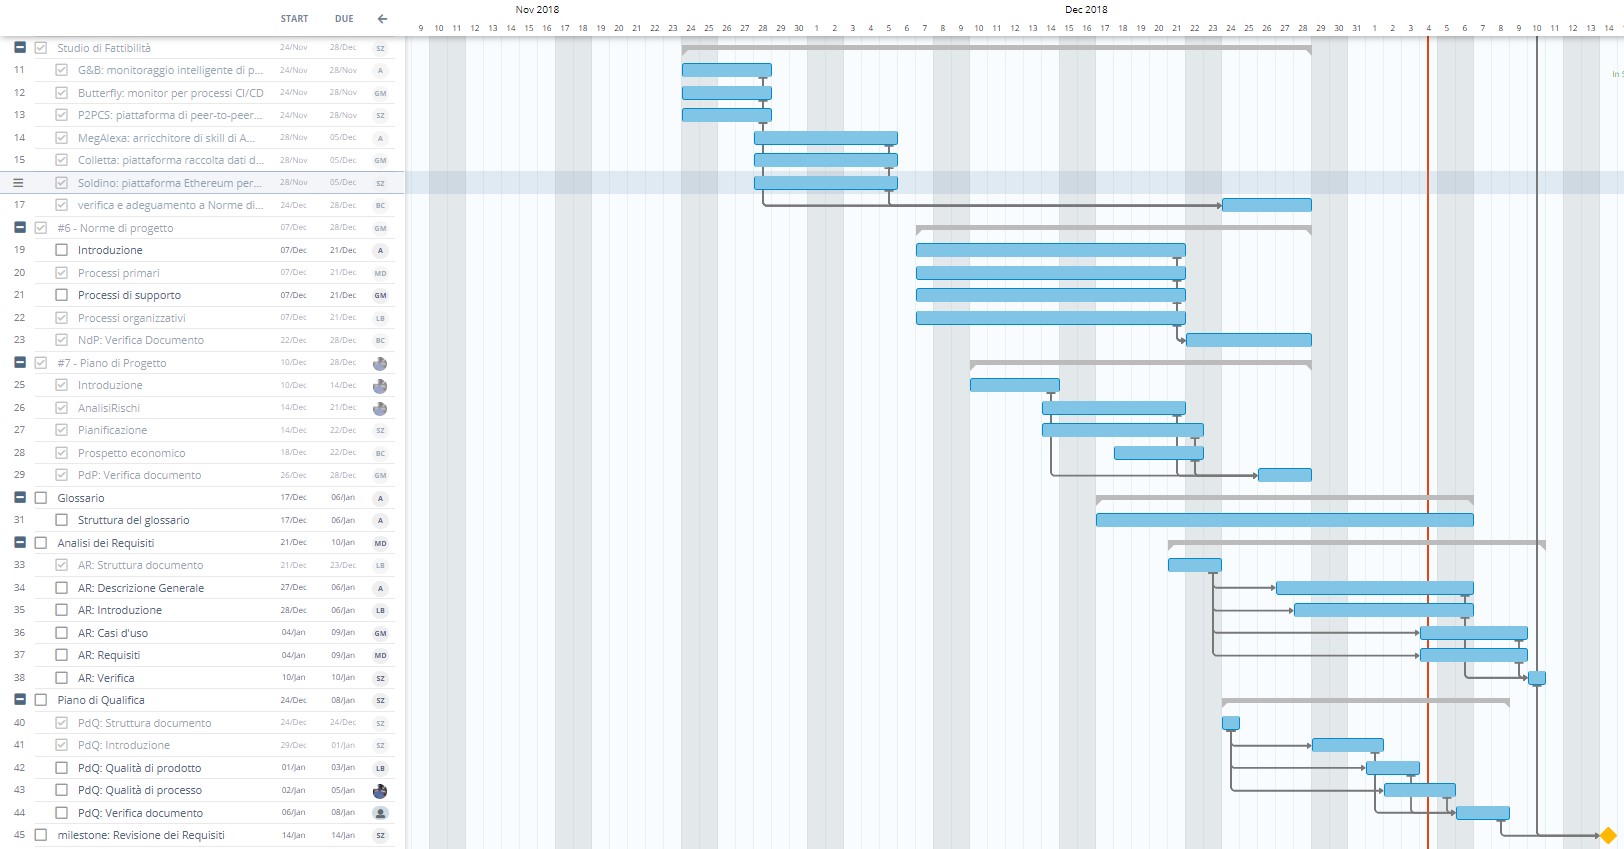 Nov 2018 Dec 2018
START DUE
9 10 11 12 13 14 15 16 17 18 19 20 21 22 23 24 25 26 27 28 29 30 1 2 3 4 5 6 7 8 9 10 11 12 13 14 15 16 17 18 19 20 21 22 23 24 25 26 27 28 29 30 31 1 2 3 4 5 6 7 8 9 10 11 12 13 14
Studio di Fattibilità 24/Nov 28/Dec SZ
11 G&B: monitoraggio intelligente di p... 24/Nov 28/Nov A
In
12 Butterfly: monitor per processi CI/CD 24/Nov 28/Nov GM
13 P2PCS: piattaforma di peer-to-peer... 24/Nov 28/Nov SZ
14 MegAlexa: arricchitore di skill di A... 28/Nov 05/Dec A
15 Colletta: piattaforma raccolta dati d... 28/Nov 05/Dec GM
Soldino: piattaforma Ethereum per... 28/Nov 05/Dec SZ
17 verifica e adeguamento a Norme di... 24/Dec 28/Dec BC
#6 - Norme di progetto 07/Dec 28/Dec GM
19 Introduzione 07/Dec 21/Dec A
20 Processi primari 07/Dec 21/Dec MD
21 Processi di supporto 07/Dec 21/Dec GM
22 Processi organizzativi 07/Dec 21/Dec LB
23 NdP: Verifica Documento 22/Dec 28/Dec BC
#7 - Piano di Progetto 10/Dec 28/Dec
25 Introduzione 10/Dec 14/Dec
26 AnalisiRischi 14/Dec 21/Dec
27 Pianificazione 14/Dec 22/Dec SZ
28 Prospetto economico 18/Dec 22/Dec BC
29 PdP: Verifica documento 26/Dec 28/Dec GM
Glossario 17/Dec 06/Jan A
31 Struttura del glossario 17/Dec 06/Jan A
Analisi dei Requisiti 21/Dec 10/Jan MD
33 AR: Struttura documento 21/Dec 23/Dec LB
34 AR: Descrizione Generale 27/Dec 06/Jan A
35 AR: Introduzione 28/Dec 06/Jan LB
36 AR: Casi d'uso 04/Jan 09/Jan GM
37 AR: Requisiti 04/Jan 09/Jan MD
38 AR: Verifica 10/Jan 10/Jan SZ
Piano di Qualifica 24/Dec 08/Jan SZ
40 PdQ: Struttura documento 24/Dec 24/Dec SZ
41 PdQ: Introduzione 29/Dec 01/Jan SZ
42 PdQ: Qualità di prodotto 01/Jan 03/Jan LB
43 PdQ: Qualità di processo 02/Jan 05/Jan
44 PdQ: Verifica documento 06/Jan 08/Jan
45 milestone: Revisione dei Requisiti 14/Jan 14/Jan SZ